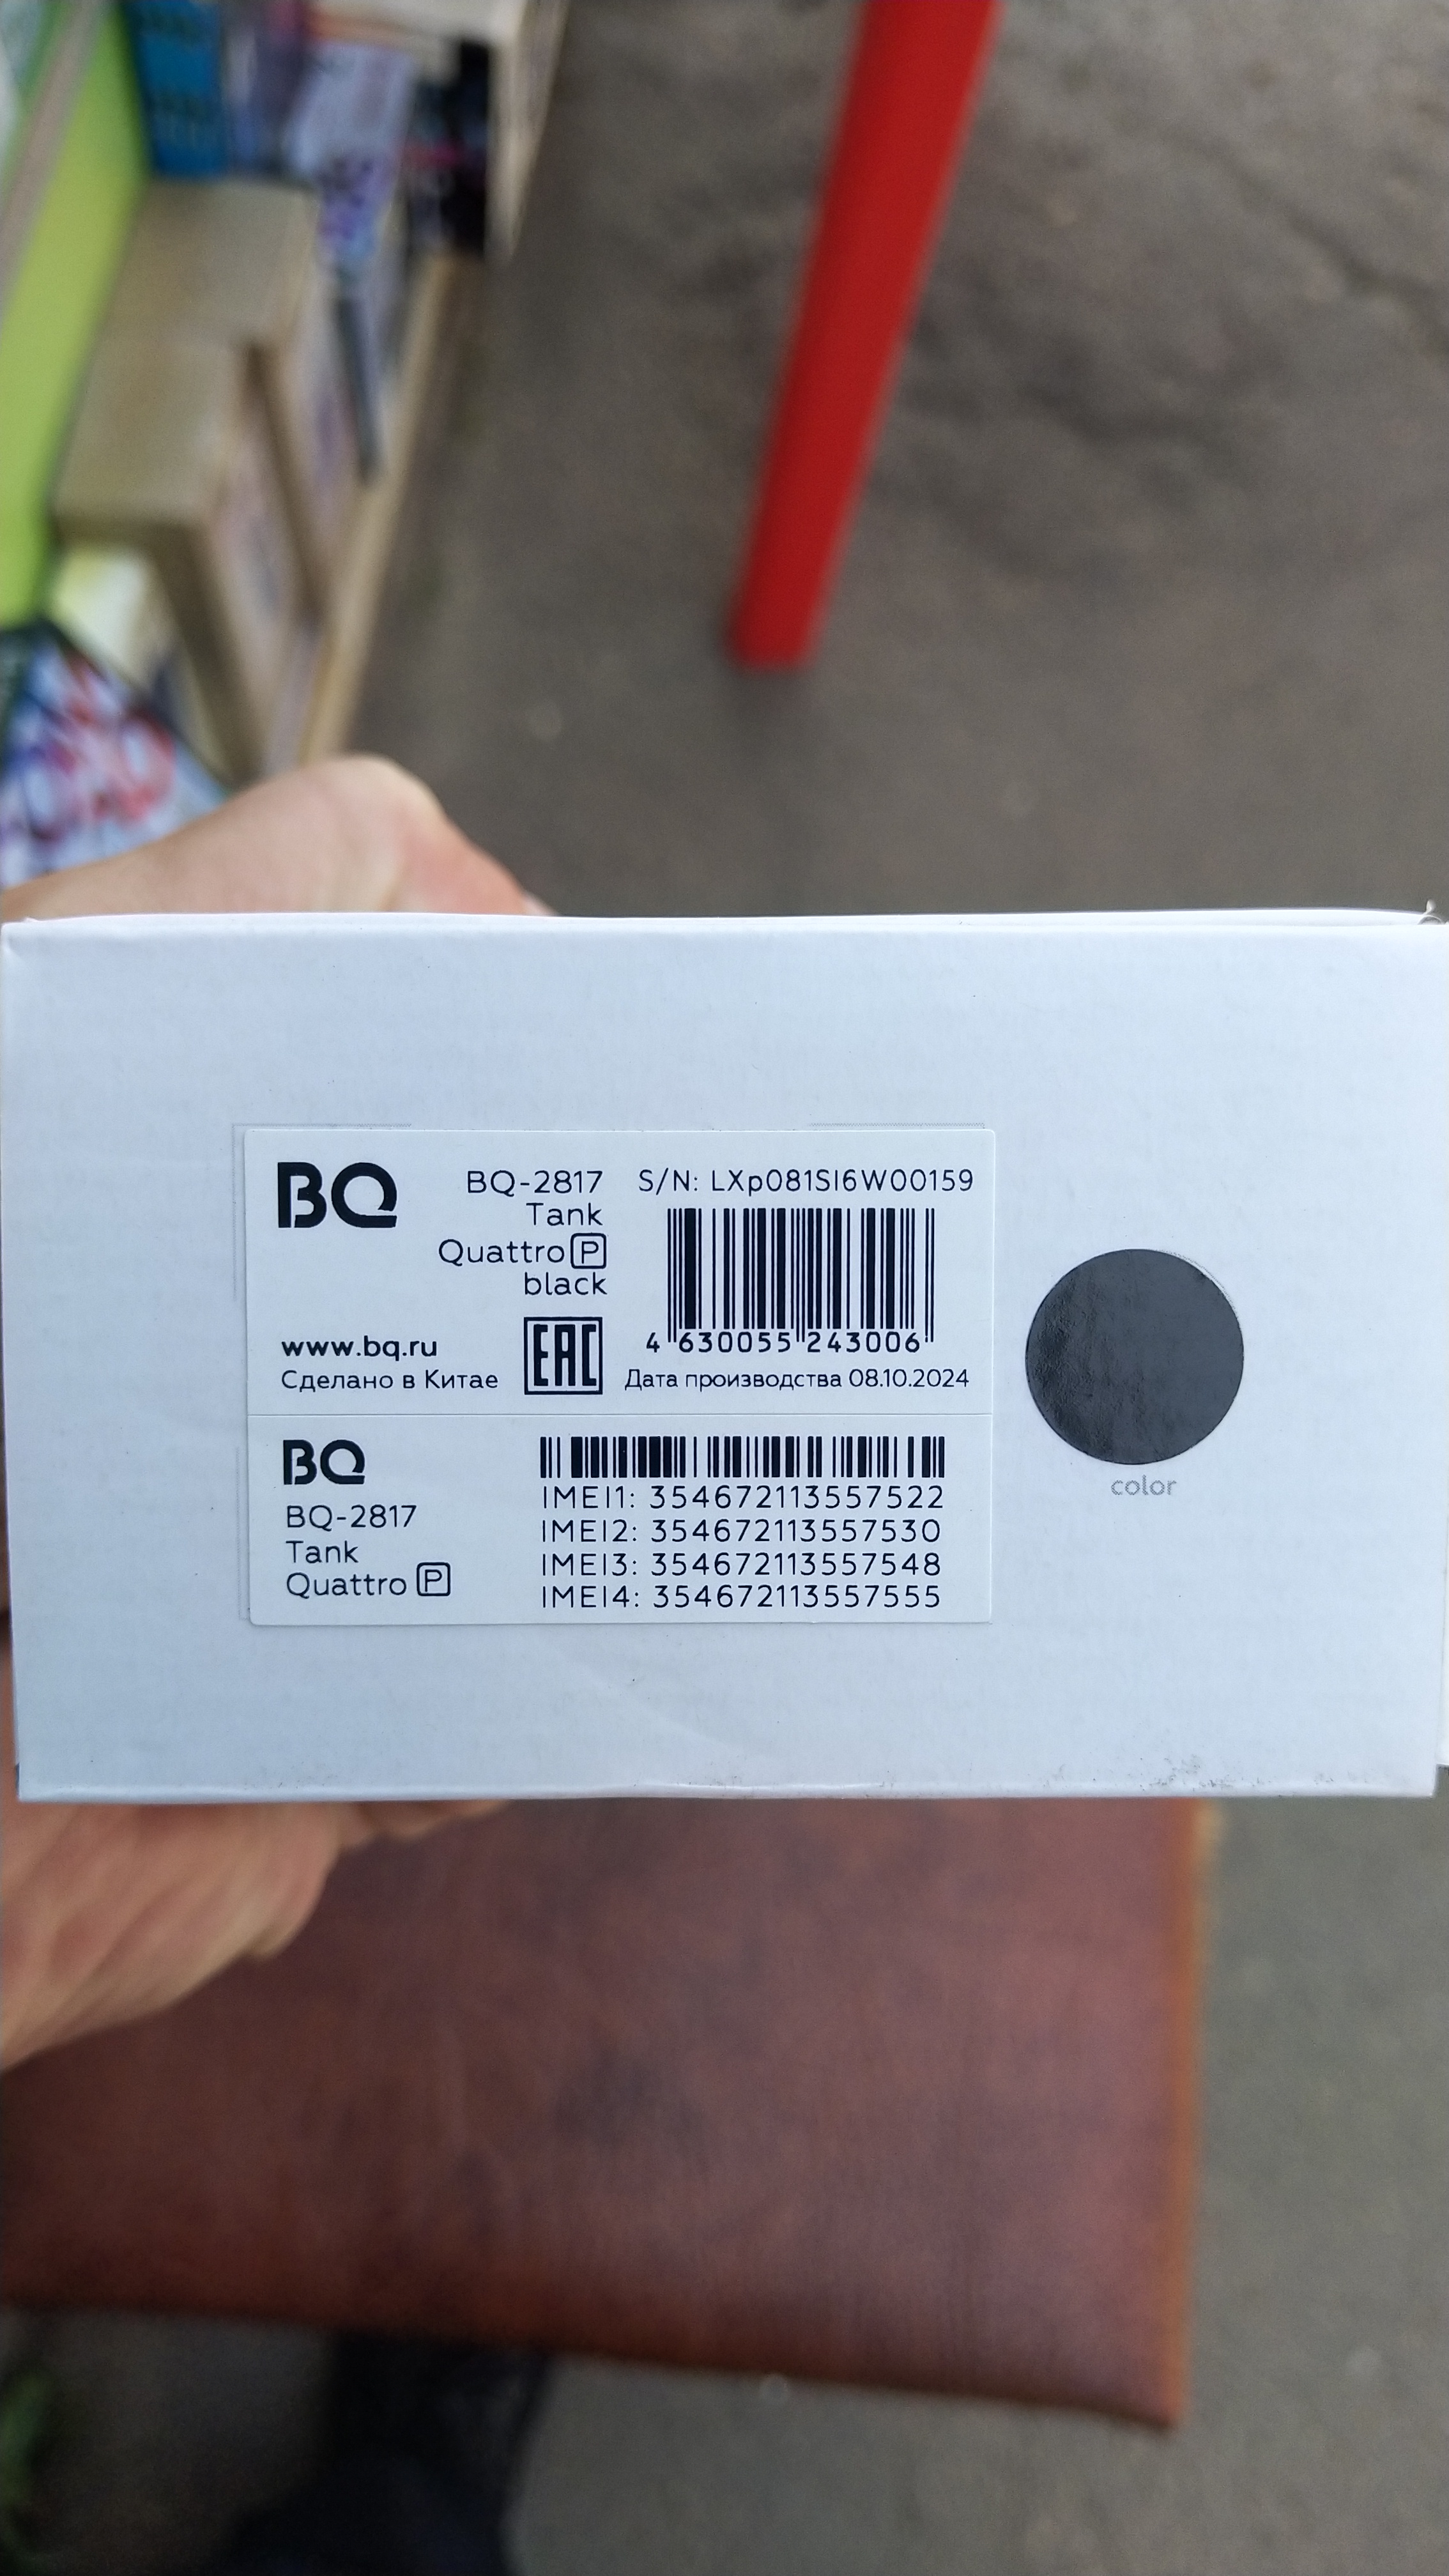 BQ
BQ-2817
Tank
Quattro P
black
S/N: LXp081SI6W00159
4 630055 243006
www.bq.ru
Сделано в Китае
EAC
Дата производства 08.10.2024
BQ
BQ-2817
Tank
Quattro P
IMEI1: 354672113557522
IMEI2: 354672113557530
IMEI3: 354672113557548
IMEI4: 354672113557555
color